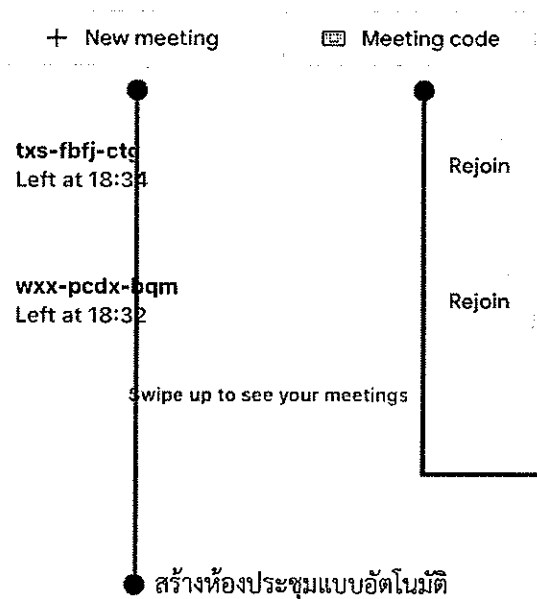 + New meeting
Meeting code
txs-fbfj-ctg
Left at 18:34
Rejoin
wxx-pcdx-bqm
Left at 18:32
Rejoin
Swipe up to see your meetings
สร้างห้องประชุมแบบอัตโนมัติ